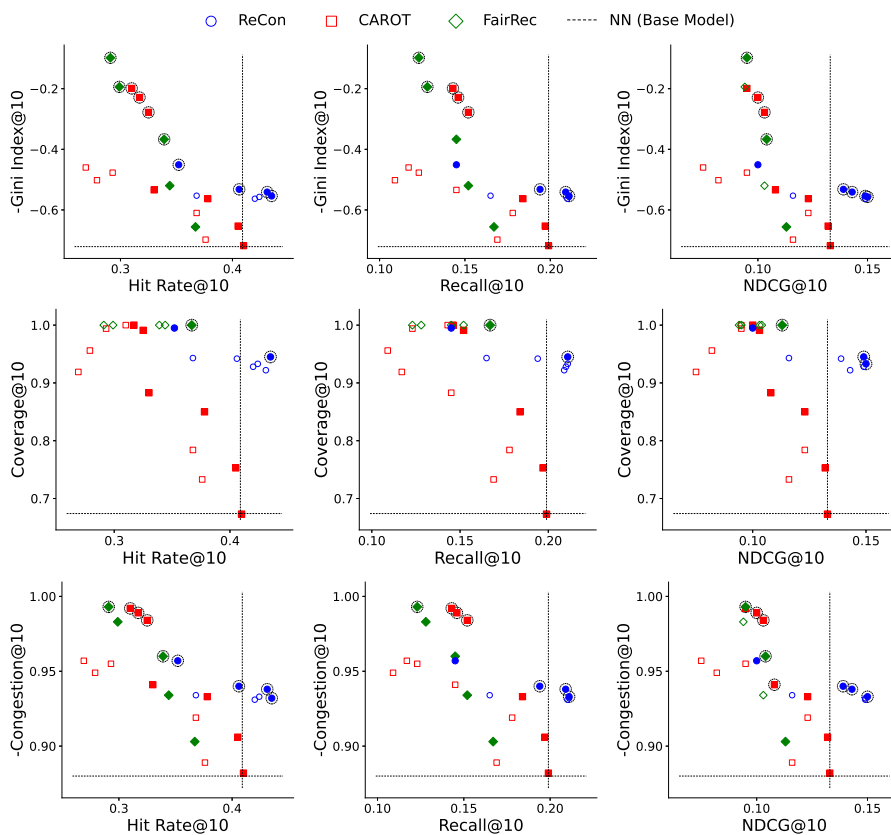 ReCon CAROT FairRec NN (Base Model)
-Gini Index@10 -Gini Index@10 -Gini Index@10
−0.2 −0.2 −0.2
−0.4 −0.4 −0.4
−0.6 −0.6 −0.6
0.3 0.4 0.10 0.15 0.20 0.10 0.15
Hit Rate@10 Recall@10 NDCG@10
Coverage@10 Coverage@10 Coverage@10
1.0 1.0 1.0
0.9 0.9 0.9
0.8 0.8 0.8
0.7 0.7 0.7
0.3 0.4 0.10 0.15 0.20 0.10 0.15
Hit Rate@10 Recall@10 NDCG@10
-Congestion@10 -Congestion@10 -Congestion@10
1.00 1.00 1.00
0.95 0.95 0.95
0.90 0.90 0.90
0.3 0.4 0.10 0.15 0.20 0.10 0.15
Hit Rate@10 Recall@10 NDCG@10